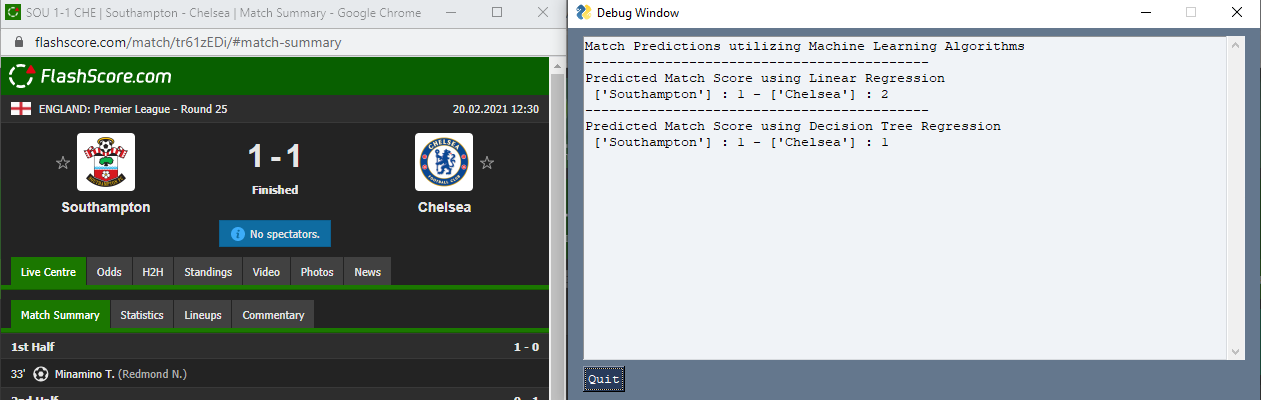 SOU 1-1 CHE | Southampton - Chelsea | Match Summary - Google Chrome
flashscore.com/match/tr61zEDi/#match-summary
FlashScore.com
ENGLAND: Premier League - Round 25 20.02.2021 12:30
1 - 1
Finished
Southampton Chelsea
No spectators.
Live Centre Odds H2H Standings Video Photos News
Match Summary Statistics Lineups Commentary
1st Half 1 - 0
33' Minamino T. (Redmond N.)
2nd Half 0 - 1
Debug Window
Match Predictions utilizing Machine Learning Algorithms
-------------------------------------------
Predicted Match Score using Linear Regression
['Southampton'] : 1 - ['Chelsea'] : 2
-------------------------------------------
Predicted Match Score using Decision Tree Regression
['Southampton'] : 1 - ['Chelsea'] : 1
Quit